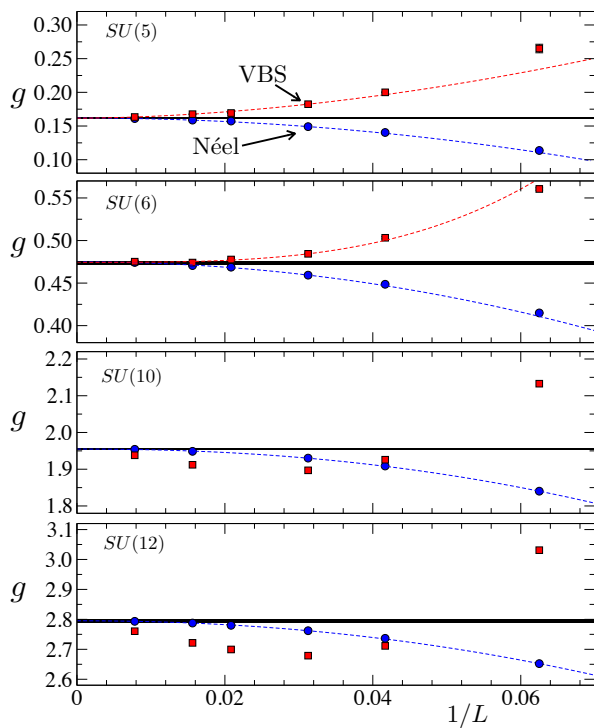 SU(5)
0.30
0.25
VBS
g
0.20
0.15
Néel
0.10
SU(6)
0.55
g
0.50
0.45
0.40
2.2
SU(10)
2.1
g
2.0
1.9
1.8
3.1
SU(12)
3.0
2.9
g
2.8
2.7
2.6
0 0.02 0.04 0.06
1/L